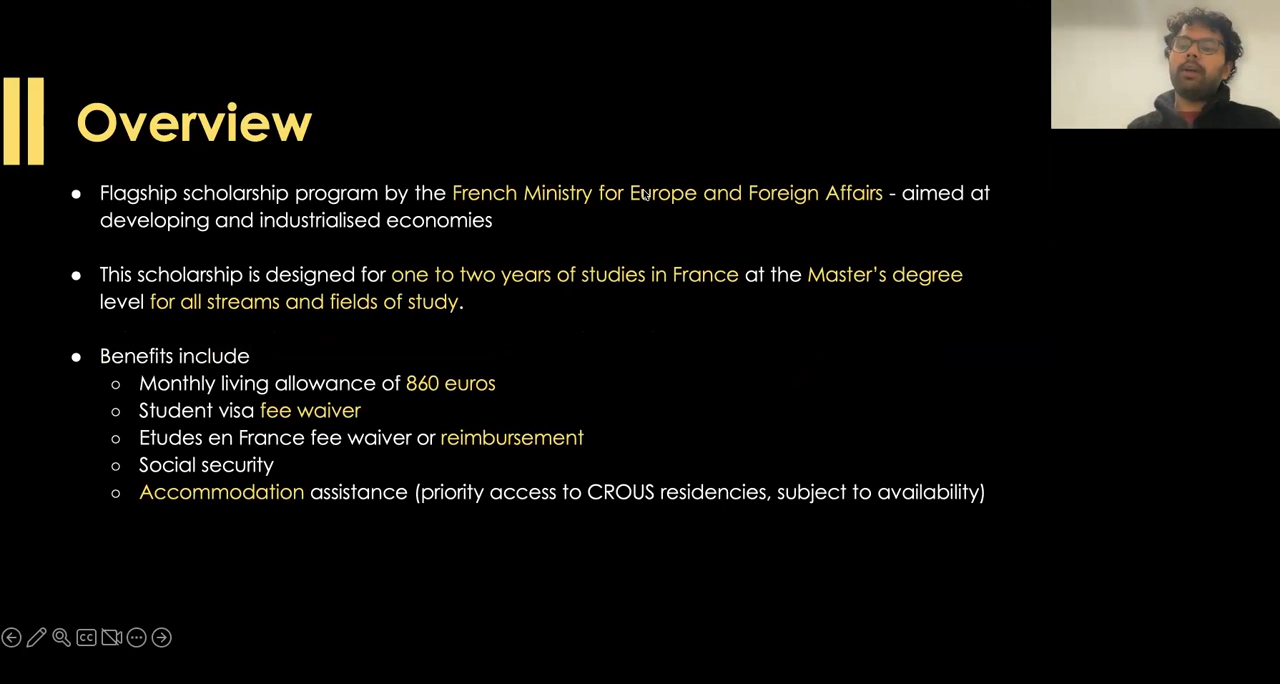 Overview
● Flagship scholarship program by the French Ministry for Europe and Foreign Affairs - aimed at
developing and industrialised economies
● This scholarship is designed for one to two years of studies in France at the Master’s degree
level for all streams and fields of study.
● Benefits include
○ Monthly living allowance of 860 euros
○ Student visa fee waiver
○ Etudes en France fee waiver or reimbursement
○ Social security
○ Accommodation assistance (priority access to CROUS residencies, subject to availability)
CC